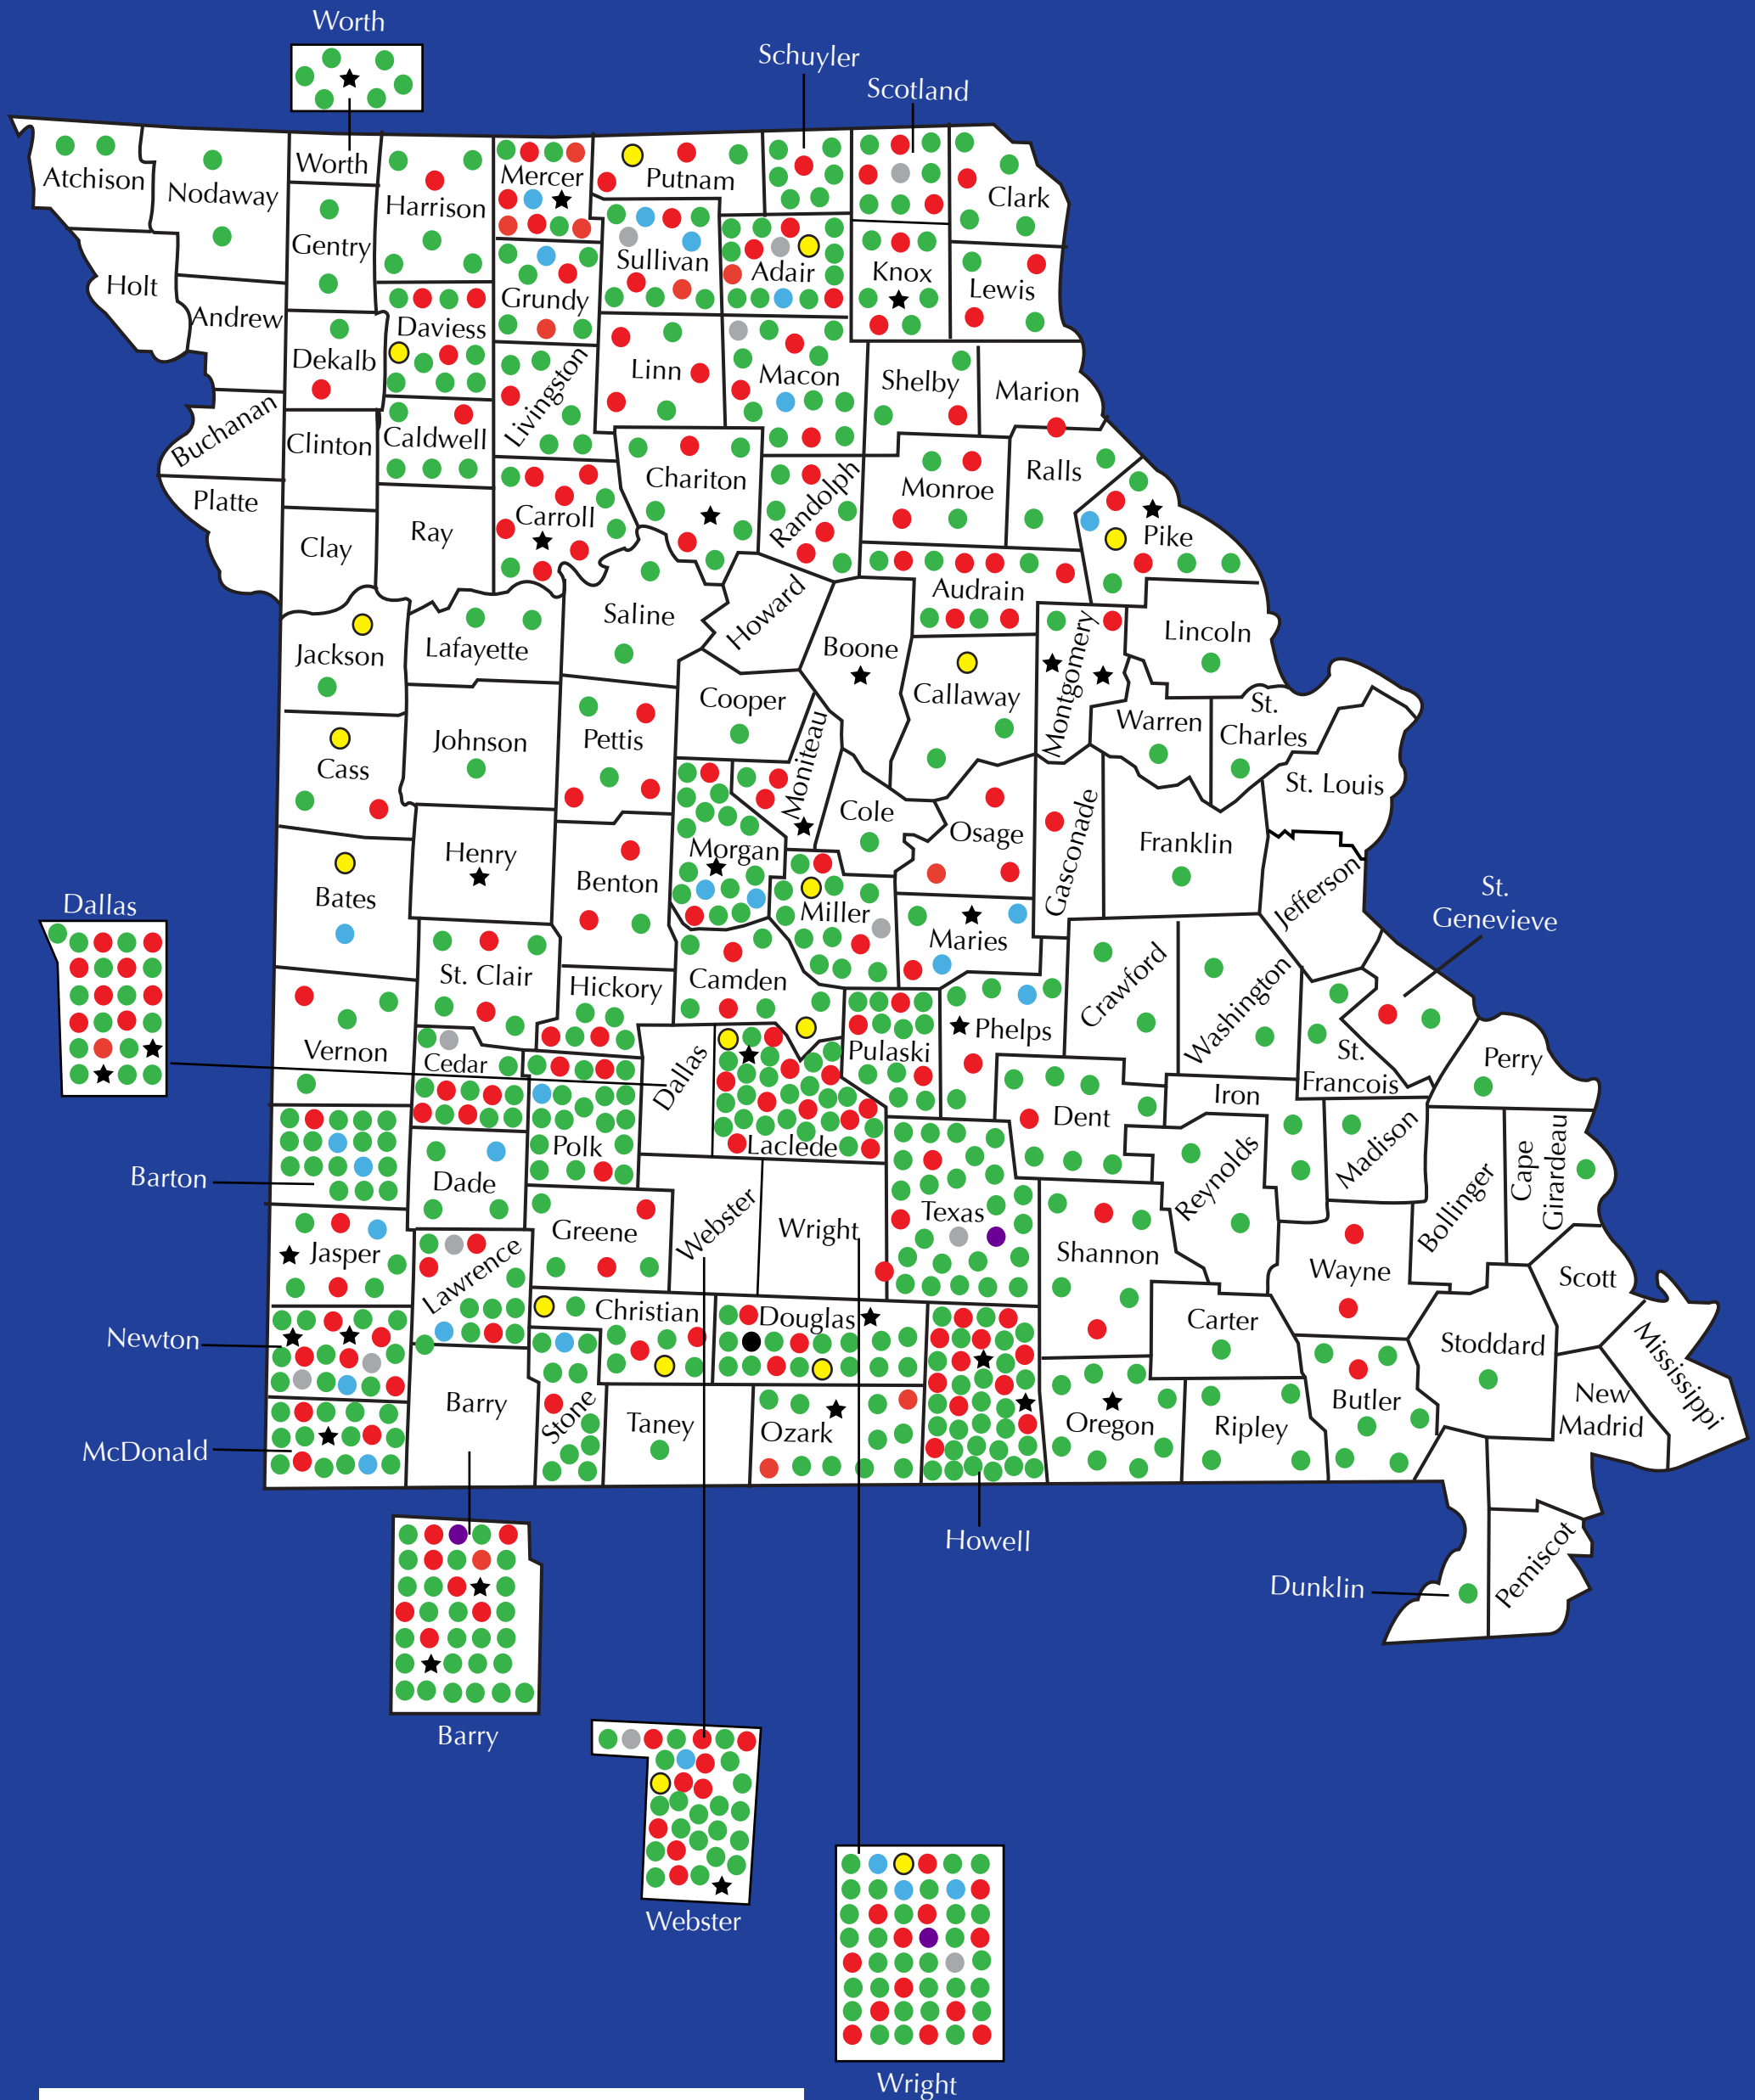 Worth
Schuyler
Scotland
Worth
Atchison
Nodaway
Harrison
Mercer
Putnam
Clark
Gentry
Holt
Sullivan
Adair
Knox
Lewis
Grundy
Andrew
Daviess
Dekalb
Livingston
Linn
Macon
Shelby
Marion
Buchanan
Clinton
Caldwell
Chariton
Randolph
Monroe
Ralls
Platte
Clay
Ray
Carroll
Pike
Saline
Howard
Audrain
Jackson
Lafayette
Boone
Callaway
Montgomery
Lincoln
Cooper
Warren
St.
Charles
Cass
Johnson
Pettis
Moniteau
Cole
Osage
Gasconade
St. Louis
Franklin
Henry
Morgan
Benton
Bates
Miller
Maries
Jefferson
St.
Genevieve
Dallas
St. Clair
Hickory
Camden
Crawford
Washington
Vernon
Cedar
Dallas
Pulaski
Phelps
St.
Francois
Perry
Polk
Laclede
Dent
Iron
Madison
Barton
Dade
Reynolds
Bollinger
Cape
Girardeau
Jasper
Lawrence
Greene
Webster
Wright
Texas
Shannon
Wayne
Scott
Newton
Christian
Douglas
Carter
Stoddard
Mississippi
McDonald
Barry
Stone
Taney
Ozark
Oregon
Ripley
Butler
New
Madrid
Howell
Dunklin
Pemiscot
Barry
Webster
Wright